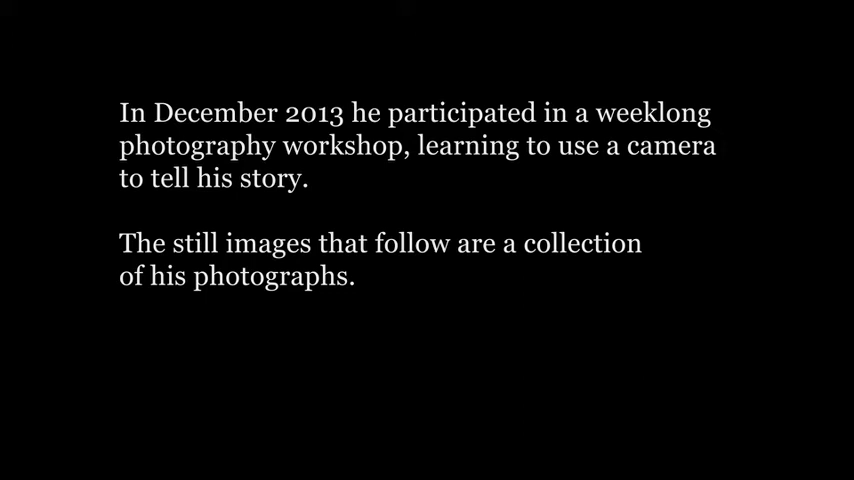 In December 2013 he participated in a weeklong
photography workshop, learning to use a camera
to tell his story.
The still images that follow are a collection
of his photographs.